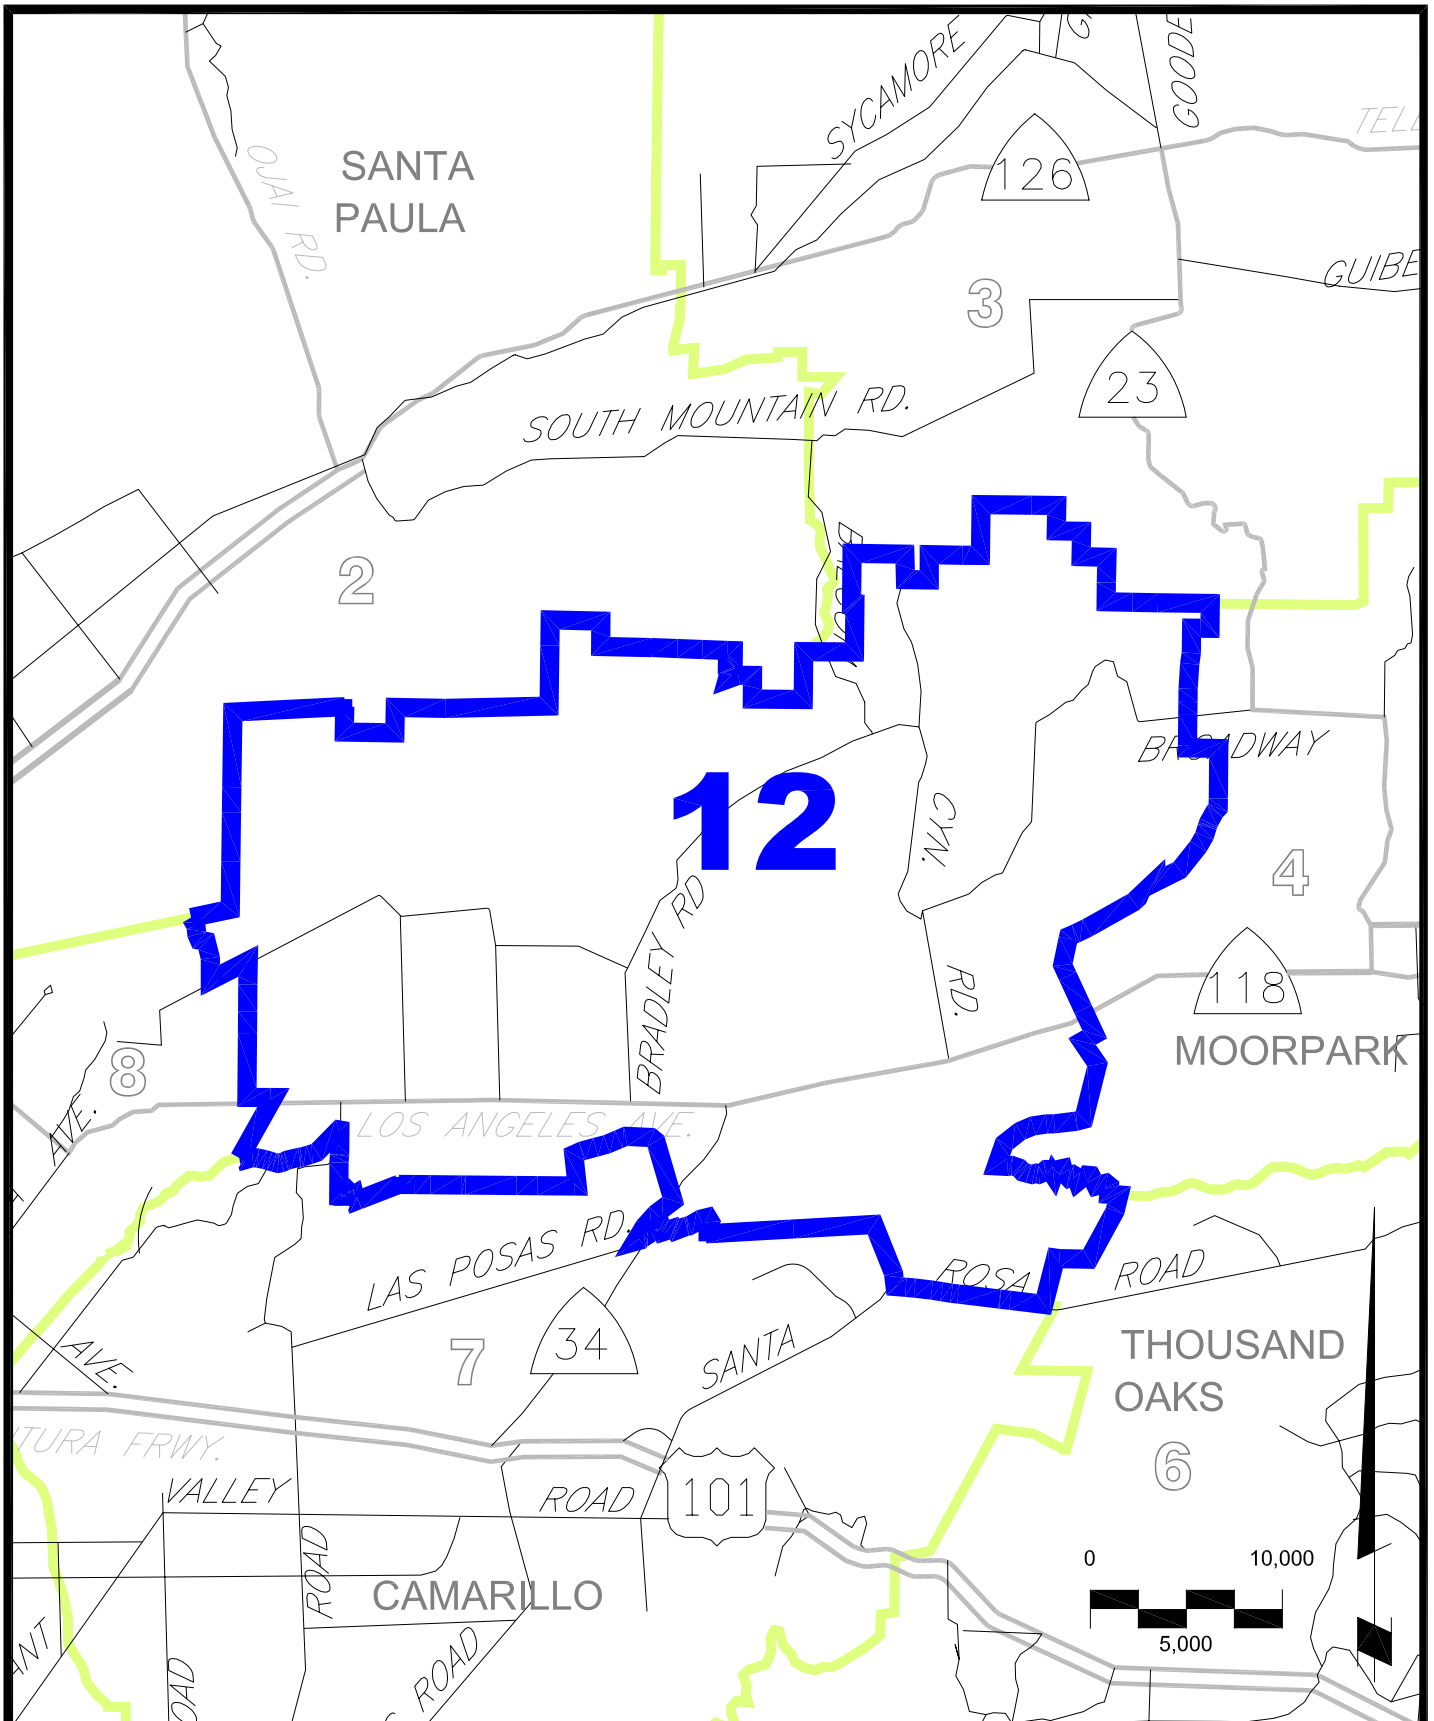 SYCAMORE
GOODE
TELE
OJAI RD.
SANTA
PAULA
126
GUIBE
3
23
SOUTH MOUNTAIN RD.
2
BROADWAY
12
CYN.
4
BRADLEY RD
RD.
118
MOORPARK
8
AVE.
LOS ANGELES AVE.
LAS POSAS RD.
ROSA
ROAD
34
SANTA
THOUSAND
OAKS
7
AVE.
TURA FRWY.
6
VALLEY
ROAD
101
ROAD
CAMARILLO
0
10,000
5,000
ANT
OAD
S ROAD